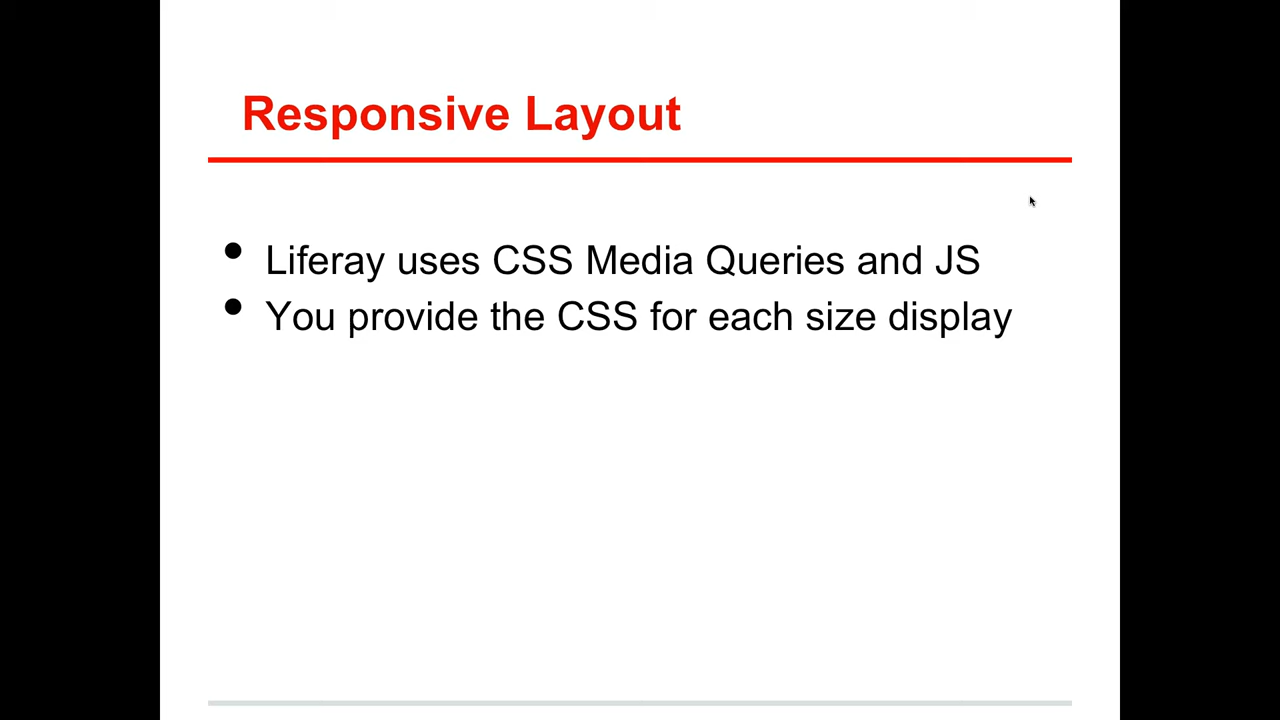 Responsive Layout
• Liferay uses CSS Media Queries and JS
• You provide the CSS for each size display